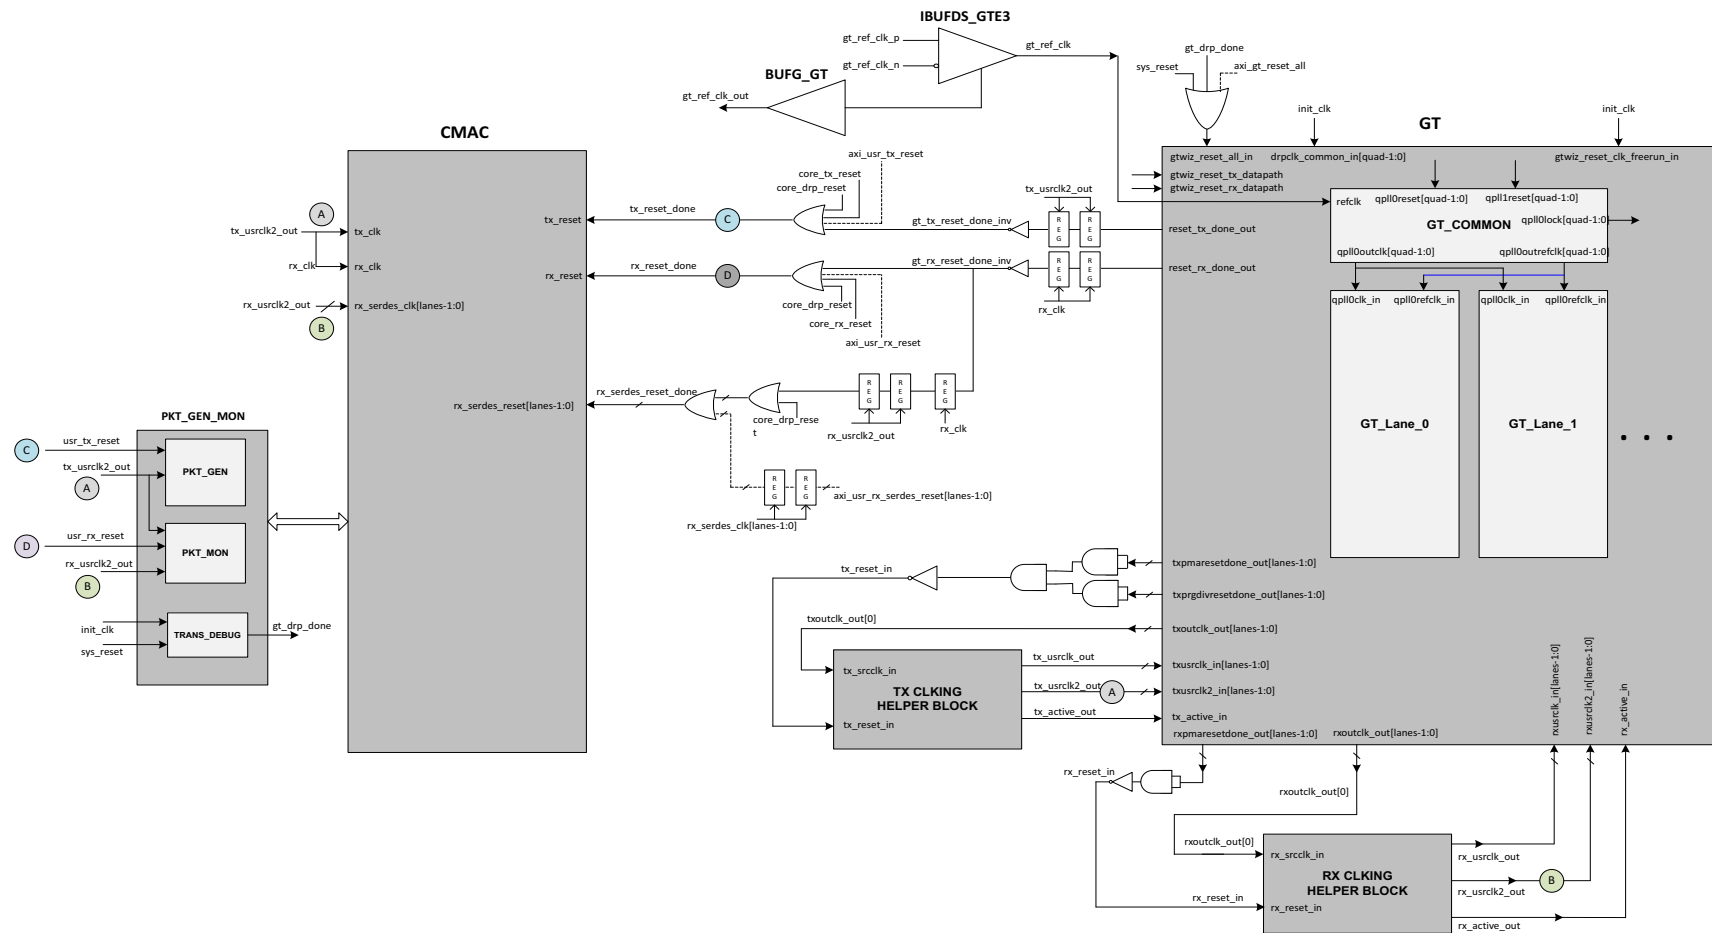 IBUFDS_GTE3
gt_ref_clk_p
gt_ref_clk
gt_ref_clk_n
BUFG_GT
gt_ref_clk_out
gt_drp_done
sys_reset
axi_gt_reset_all
init_clk
init_clk
GT
CMAC
gtwiz_reset_all_in
drpclk_common_in[quad-1:0]
gtwiz_reset_clk_freerun_in
gtwiz_reset_tx_datapath
gtwiz_reset_rx_datapath
refclk
qpll0reset[quad-1:0]
qpll1reset[quad-1:0]
qpll0lock[quad-1:0]
GT_COMMON
qpll0outclk[quad-1:0]
qpll0outrefclk[quad-1:0]
qpll0clk_in
qpll0refclk_in
qpll0clk_in
qpll0refclk_in
GT_Lane_0
GT_Lane_1
axi_usr_tx_reset
core_tx_reset
core_drp_reset
tx_usrclk2_out
R
E
G
R
E
G
tx_reset
tx_reset_done
C
gt_tx_reset_done_inv
reset_tx_done_out
A
tx_usrclk2_out
tx_clk
rx_clk
rx_clk
rx_reset
rx_reset_done
D
gt_rx_reset_done_inv
R
E
G
R
E
G
reset_rx_done_out
rx_clk
core_drp_reset
core_rx_reset
axi_usr_rx_reset
rx_usrclk2_out
rx_serdes_clk[lanes-1:0]
B
rx_serdes_reset[lanes-1:0]
rx_serdes_reset_done
core_drp_rese
t
R
E
G
R
E
G
R
E
G
rx_usrclk2_out
rx_clk
R
E
G
R
E
G
axi_usr_rx_serdes_reset[lanes-1:0]
rx_serdes_clk[lanes-1:0]
PKT_GEN_MON
C
usr_tx_reset
tx_usrclk2_out
A
PKT_GEN
D
usr_rx_reset
rx_usrclk2_out
B
PKT_MON
init_clk
sys_reset
TRANS_DEBUG
gt_drp_done
tx_reset_in
txpmaresetdone_out[lanes-1:0]
txprgdivresetdone_out[lanes-1:0]
txoutclk_out[0]
txoutclk_out[lanes-1:0]
tx_srcclk_in
TX CLKING
HELPER BLOCK
tx_reset_in
tx_usrclk_out
txusrclk_in[lanes-1:0]
tx_usrclk2_out
A
txusrclk2_in[lanes-1:0]
tx_active_out
tx_active_in
rxpmaresetdone_out[lanes-1:0]
rxoutclk_out[lanes-1:0]
rxusrclk_in[lanes-1:0]
rxusrclk2_in[lanes-1:0]
rx_active_in
rx_reset_in
rxoutclk_out[0]
rxoutclk_out[0]
rx_srcclk_in
RX CLKING
HELPER BLOCK
rx_reset_in
rx_reset_in
rx_usrclk_out
B
rx_usrclk2_out
rx_active_out